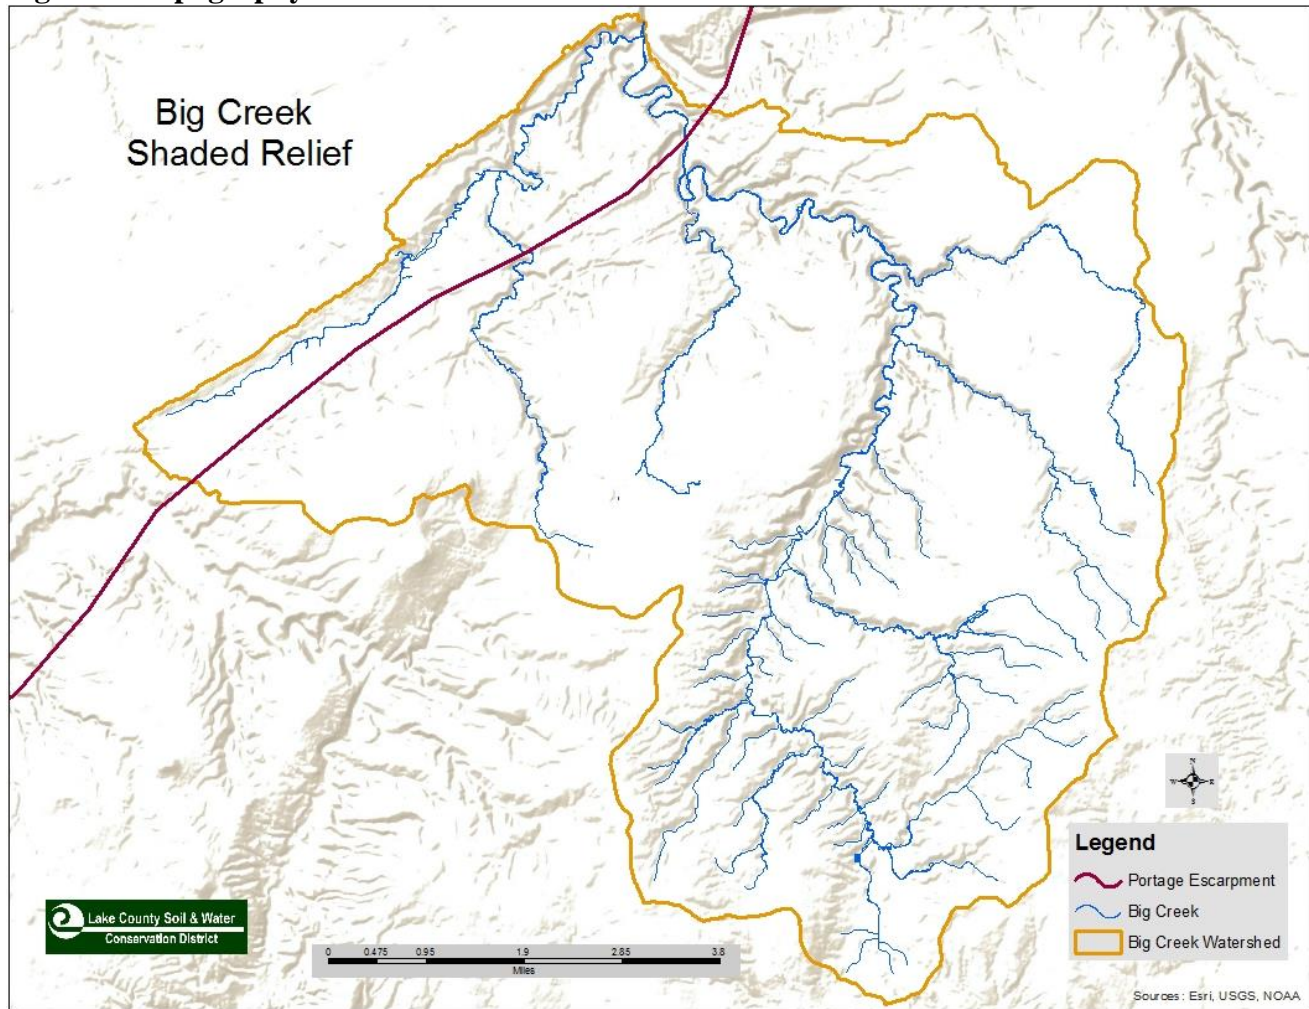 Big Creek
Shaded Relief
N
W E
S
Legend
Portage Escarpment
Big Creek
Big Creek Watershed
Lake County Soil & Water
Conservation District
0 0.475 0.95 1.9 2.85 3.8
Miles
Sources: Esri, USGS, NOAA